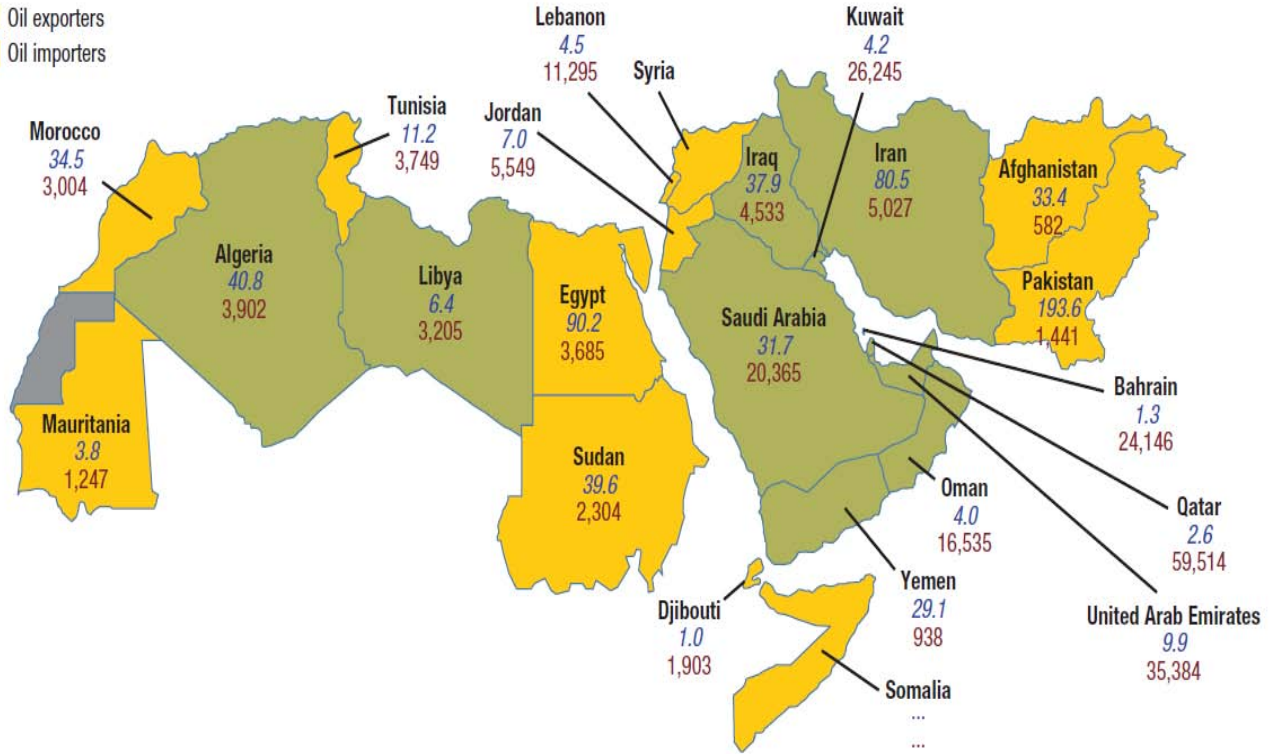 Oil exporters
Oil importers
Lebanon
4.5
11,295
Kuwait
4.2
26,245
Syria
Tunisia
11.2
3,749
Jordan
7.0
5,549
Morocco
34.5
3,004
Iraq
37.9
4,533
Iran
80.5
5,027
Afghanistan
33.4
582
Algeria
40.8
3,902
Libya
6.4
3,205
Egypt
90.2
3,685
Saudi Arabia
31.7
20,365
Pakistan
193.6
1,441
Bahrain
1.3
24,146
Mauritania
3.8
1,247
Sudan
39.6
2,304
Oman
4.0
16,535
Qatar
2.6
59,514
Yemen
29.1
938
Djibouti
1.0
1,903
United Arab Emirates
9.9
35,384
Somalia
...
...